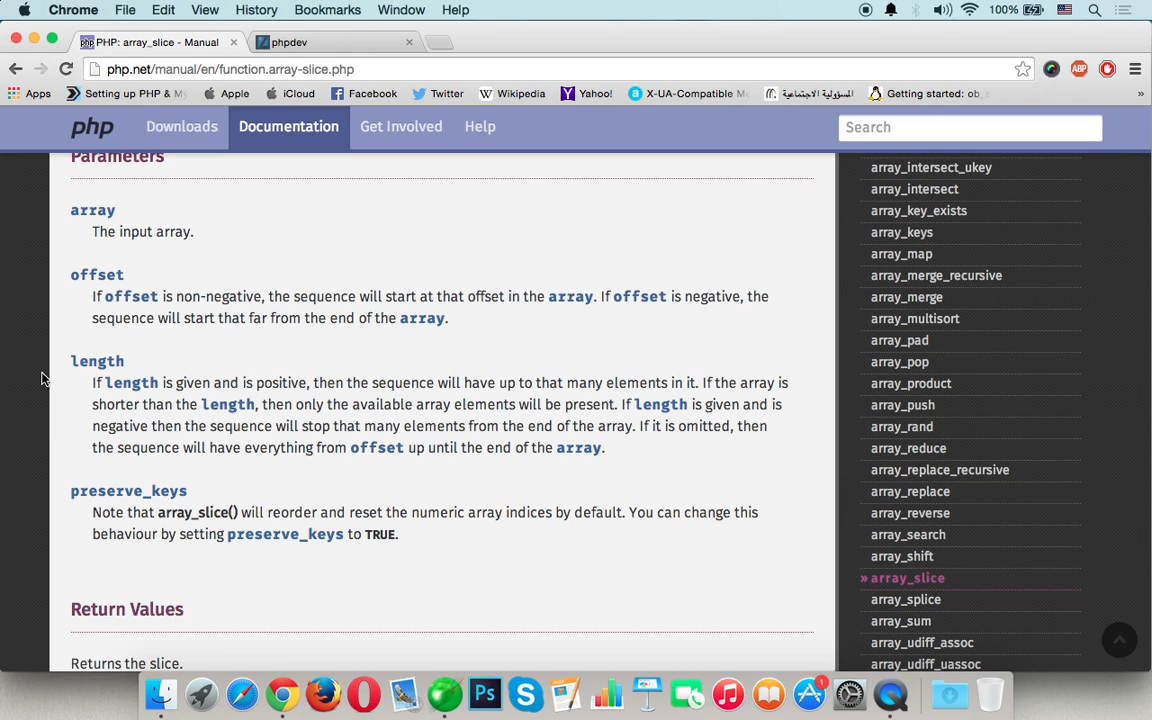 Chrome File Edit View History Bookmarks Window Help 100%
php PHP: array_slice - Manual phpdev
php.net/manual/en/function.array-slice.php ABP
Apps Setting up PHP & My Apple iCloud Facebook Twitter Wikipedia Yahoo! X-UA-Compatible M المسؤولية الاجتماعية Getting started: ob_s »
php Downloads Documentation Get Involved Help Search
Parameters
array
The input array.
offset
If offset is non-negative, the sequence will start at that offset in the array. If offset is negative, the
sequence will start that far from the end of the array.
length
If length is given and is positive, then the sequence will have up to that many elements in it. If the array is
shorter than the length, then only the available array elements will be present. If length is given and is
negative then the sequence will stop that many elements from the end of the array. If it is omitted, then
the sequence will have everything from offset up until the end of the array.
preserve_keys
Note that array_slice() will reorder and reset the numeric array indices by default. You can change this
behaviour by setting preserve_keys to TRUE.
Return Values
Returns the slice.
array_intersect_ukey
array_intersect
array_key_exists
array_keys
array_map
array_merge_recursive
array_merge
array_multisort
array_pad
array_pop
array_product
array_push
array_rand
array_reduce
array_replace_recursive
array_replace
array_reverse
array_search
array_shift
» array_slice
array_splice
array_sum
array_udiff_assoc
array_udiff_uassoc
Ps
1